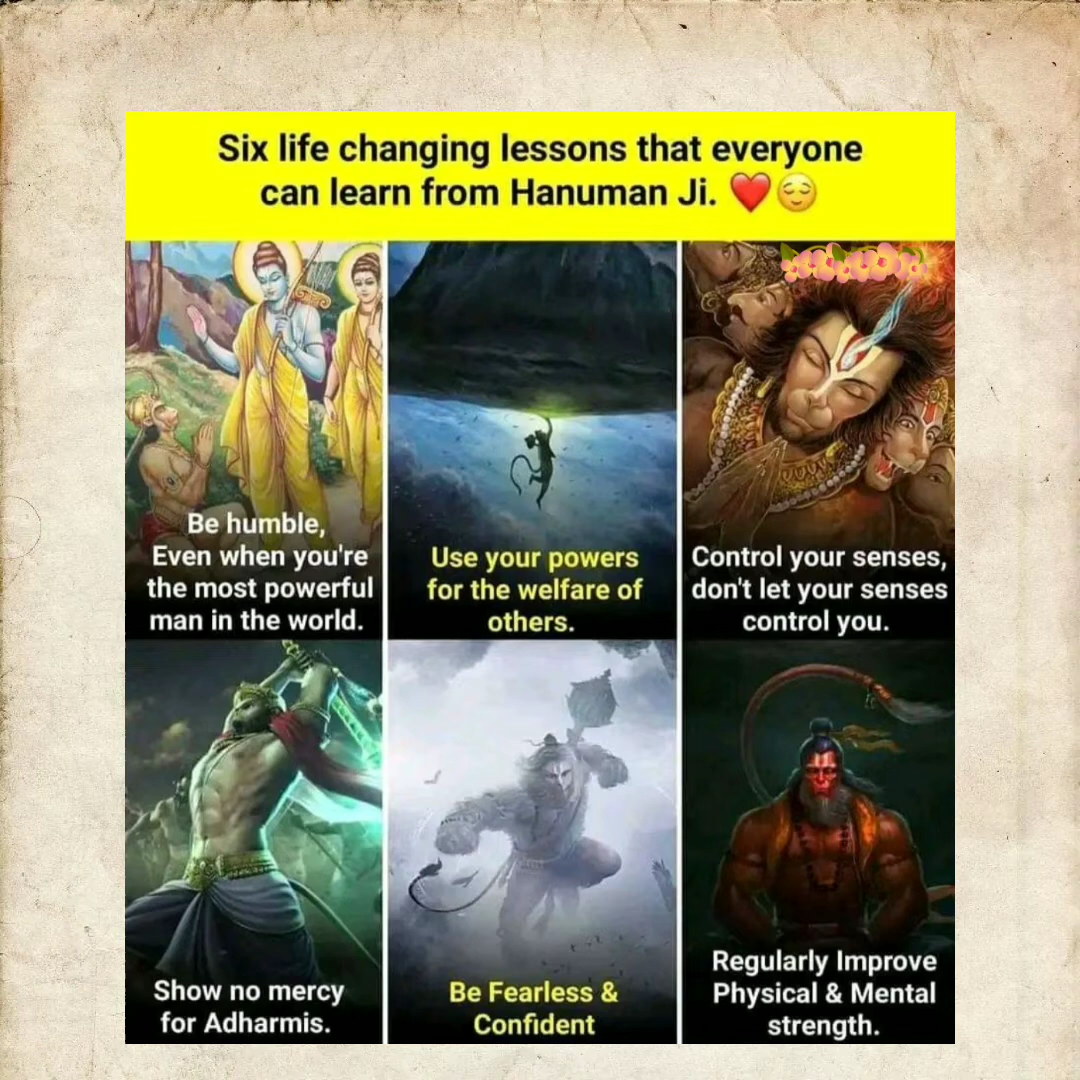 Six life changing lessons that everyone
can learn from Hanuman Ji. ❤️😌
Be humble,
Even when you're
the most powerful
man in the world.
Use your powers
for the welfare of
others.
Control your senses,
don't let your senses
control you.
Show no mercy
for Adharmis.
Be Fearless &
Confident
Regularly Improve
Physical & Mental
strength.